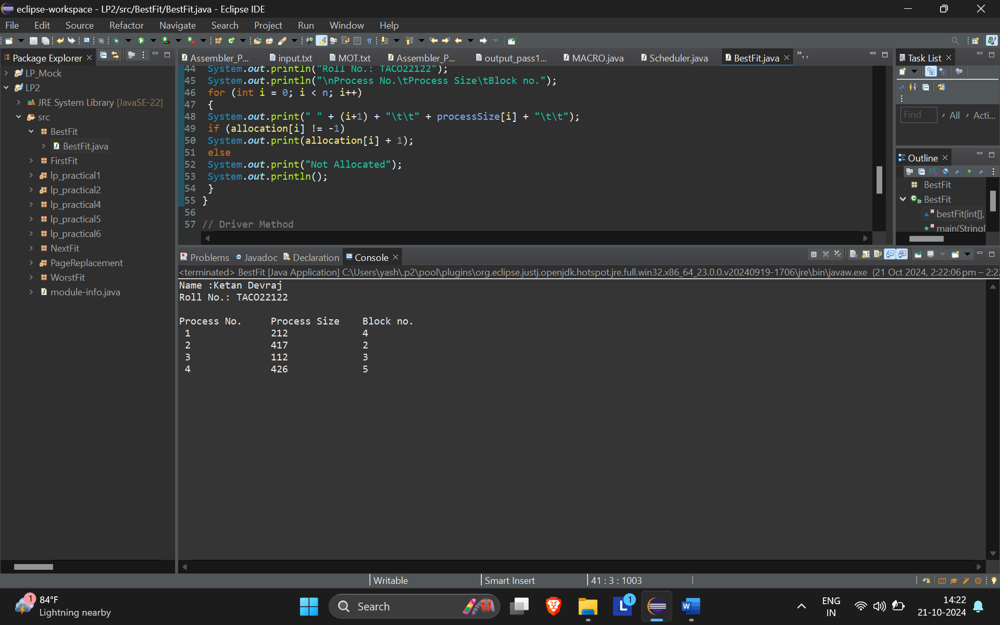 eclipse-workspace - LP2/src/BestFit/BestFit.java - Eclipse IDE
File Edit Source Refactor Navigate Search Project Run Window Help
Package Explorer
LP_Mock
LP2
JRE System Library [JavaSE-22]
src
BestFit
BestFit.java
FirstFit
lp_practical1
lp_practical2
lp_practical4
lp_practical5
lp_practical6
NextFit
PageReplacement
WorstFit
module-info.java
Assembler_P... input.txt MOT.txt Assembler_P... output_pass1... MACRO.java Scheduler.java BestFit.java »11
44 System.out.println("Roll No.: TACO22122");
45 System.out.println("\nProcess No.\tProcess Size\tBlock no.");
46 for (int i = 0; i < n; i++)
47 {
48 System.out.print(" " + (i+1) + "\t\t" + processSize[i] + "\t\t");
49 if (allocation[i] != -1)
50 System.out.print(allocation[i] + 1);
51 else
52 System.out.print("Not Allocated");
53 System.out.println();
54 }
55 }
56
57 // Driver Method
Task List
Find All Acti...
Outline
BestFit
BestFit
bestFit(int[],
main(String[
Problems Javadoc Declaration Console
<terminated> BestFit [Java Application] C:\Users\yash\.p2\pool\plugins\org.eclipse.justj.openjdk.hotspot.jre.full.win32.x86_64_23.0.0.v20240919-1706\jre\bin\javaw.exe (21 Oct 2024, 2:22:06 pm – 2:2
Name :Ketan Devraj
Roll No.: TACO22122
Process No. Process Size Block no.
1 212 4
2 417 2
3 112 3
4 426 5
Writable Smart Insert 41 : 3 : 1003
1 84°F
Lightning nearby
Search
1
ENG
IN
14:22
21-10-2024